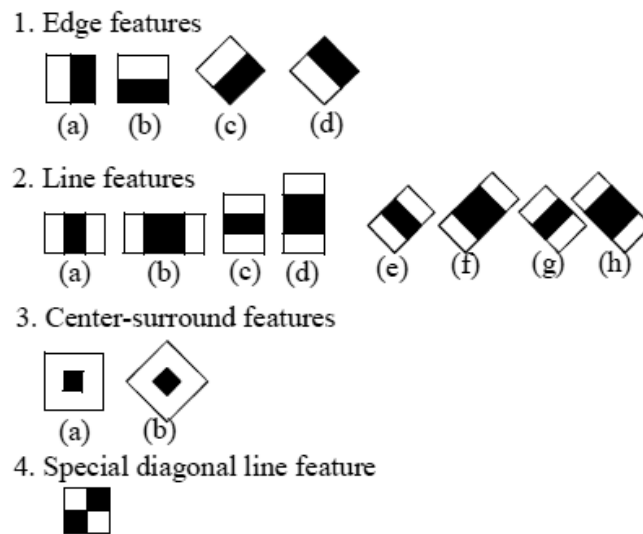 1. Edge features
(a) (b) (c) (d)
2. Line features
(a) (b) (c) (d) (e) (f) (g) (h)
3. Center-surround features
(a) (b)
4. Special diagonal line feature